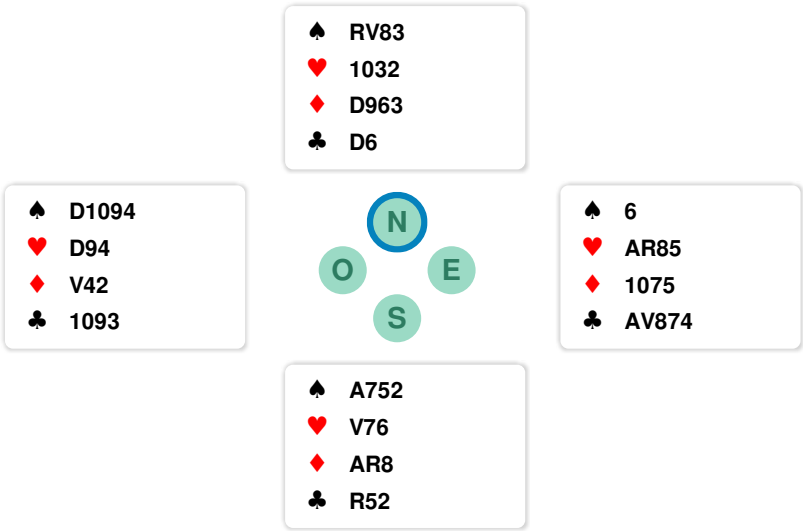 ♠ RV83
♥ 1032
♦ D963
♣ D6
♠ D1094
♥ D94
♦ V42
♣ 1093
N
O E
S
♠ 6
♥ AR85
♦ 1075
♣ AV874
♠ A752
♥ V76
♦ AR8
♣ R52